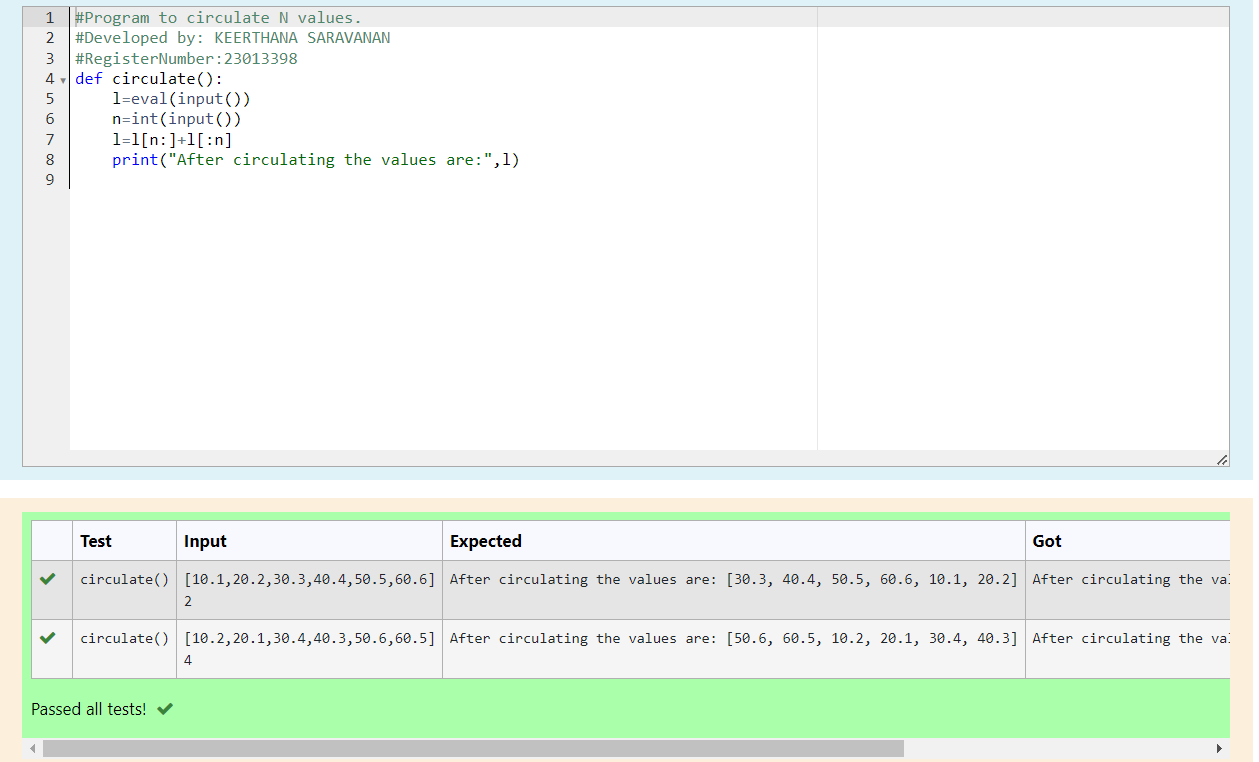 1 #Program to circulate N values.
2 #Developed by: KEERTHANA SARAVANAN
3 #RegisterNumber:23013398
4 def circulate():
5     l=eval(input())
6     n=int(input())
7     l=l[n:]+l[:n]
8     print("After circulating the values are:",l)
9
Test Input Expected Got
circulate() [10.1,20.2,30.3,40.4,50.5,60.6] After circulating the values are: [30.3, 40.4, 50.5, 60.6, 10.1, 20.2] After circulating the
2
circulate() [10.2,20.1,30.4,40.3,50.6,60.5] After circulating the values are: [50.6, 60.5, 10.2, 20.1, 30.4, 40.3] After circulating the
4
Passed all tests!